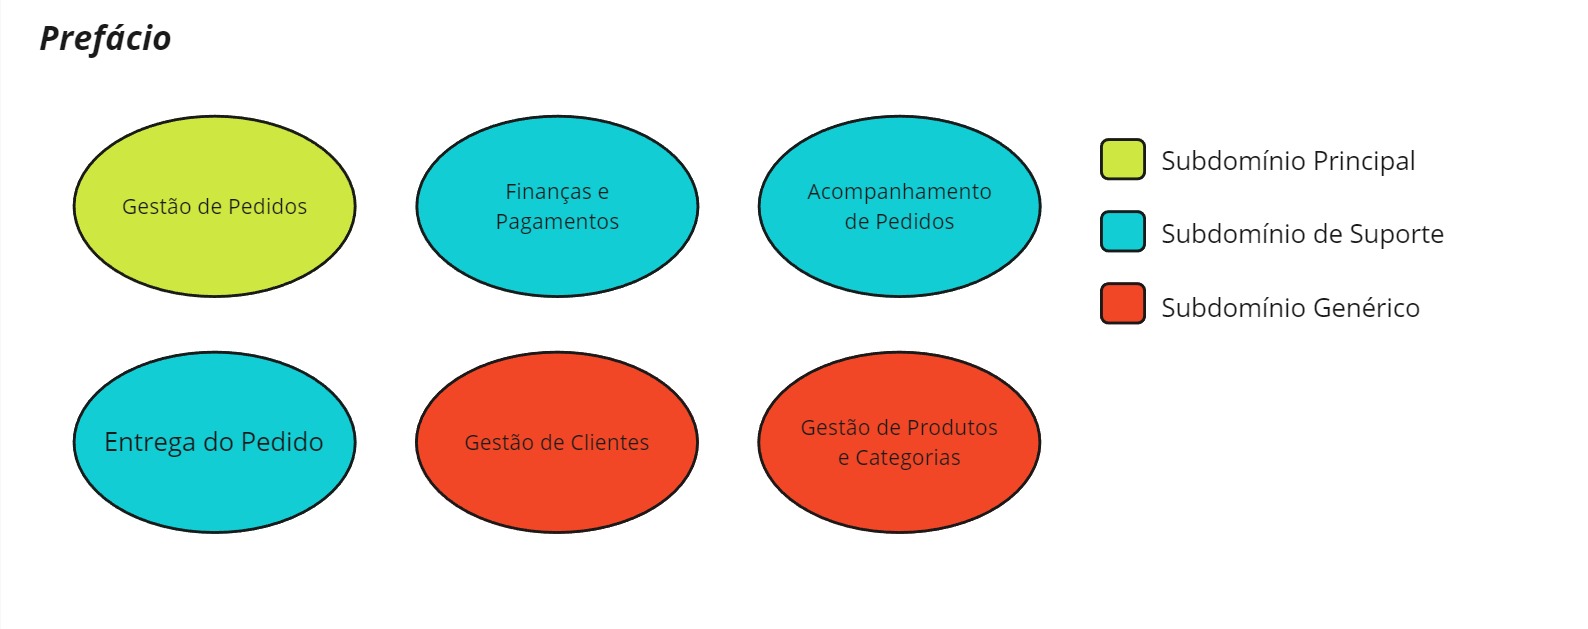 Prefácio
Gestão de Pedidos
Finanças e
Pagamentos
Acompanhamento
de Pedidos
Entrega do Pedido
Gestão de Clientes
Gestão de Produtos
e Categorias
Subdomínio Principal
Subdomínio de Suporte
Subdomínio Genérico